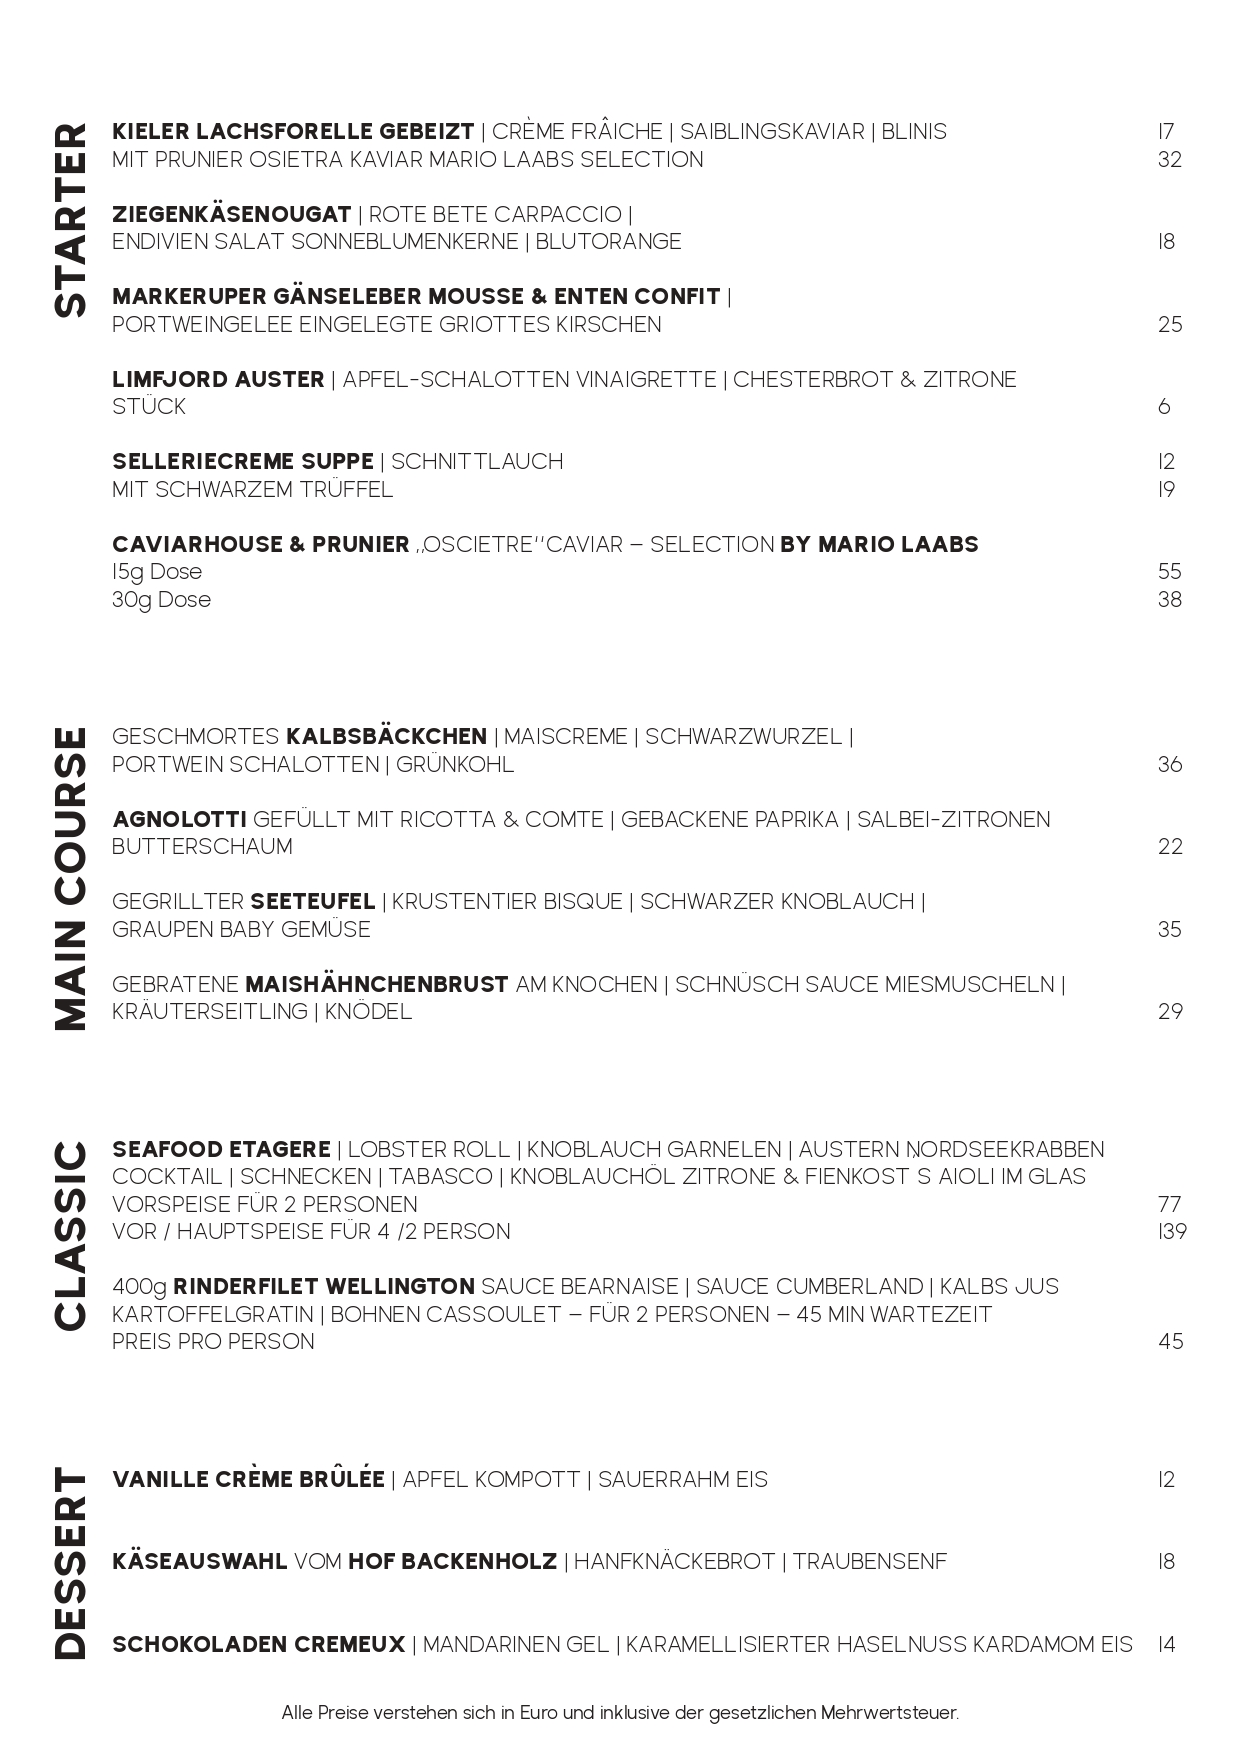 STARTER
KIELER LACHSFORELLE GEBEIZT | CRÈME FRÂICHE | SAIBLINGSKAVIAR | BLINIS 17
MIT PRUNIER OSIETRA KAVIAR MARIO LAABS SELECTION 32
ZIEGENKÄSENOUGAT | ROTE BETE CARPACCIO |
ENDIVIEN SALAT SONNEBLUMENKERNE | BLUTORANGE 18
MARKERUPER GÄNSELEBER MOUSSE & ENTEN CONFIT |
PORTWEINGELEE EINGELEGTE GRIOTTES KIRSCHEN 25
LIMFJORD AUSTER | APFEL-SCHALOTTEN VINAIGRETTE | CHESTERBROT & ZITRONE
STÜCK 6
SELLERIECREME SUPPE | SCHNITTLAUCH 12
MIT SCHWARZEM TRÜFFEL 19
CAVIARHOUSE & PRUNIER ,,OSCIETRE''CAVIAR – SELECTION BY MARIO LAABS
15g Dose 55
30g Dose 38
MAIN COURSE
GESCHMORTES KALBSBÄCKCHEN | MAISCREME | SCHWARZWURZEL |
PORTWEIN SCHALOTTEN | GRÜNKOHL 36
AGNOLOTTI GEFÜLLT MIT RICOTTA & COMTE | GEBACKENE PAPRIKA | SALBEI-ZITRONEN
BUTTERSCHAUM 22
GEGRILLTER SEETEUFEL | KRUSTENTIER BISQUE | SCHWARZER KNOBLAUCH |
GRAUPEN BABY GEMÜSE 35
GEBRATENE MAISHÄHNCHENBRUST AM KNOCHEN | SCHNÜSCH SAUCE MIESMUSCHELN |
KRÄUTERSEITLING | KNÖDEL 29
CLASSIC
SEAFOOD ETAGERE | LOBSTER ROLL | KNOBLAUCH GARNELEN | AUSTERN NORDSEEKRABBEN
COCKTAIL | SCHNECKEN | TABASCO | KNOBLAUCHÖL ZITRONE & FIENKOST S AIOLI IM GLAS
VORSPEISE FÜR 2 PERSONEN 77
VOR / HAUPTSPEISE FÜR 4 /2 PERSON 139
400g RINDERFILET WELLINGTON SAUCE BEARNAISE | SAUCE CUMBERLAND | KALBS JUS
KARTOFFELGRATIN | BOHNEN CASSOULET – FÜR 2 PERSONEN – 45 MIN WARTEZEIT
PREIS PRO PERSON 45
DESSERT
VANILLE CRÈME BRÛLÉE | APFEL KOMPOTT | SAUERRAHM EIS 12
KÄSEAUSWAHL VOM HOF BACKENHOLZ | HANFKNÄCKEBROT | TRAUBENSENF 18
SCHOKOLADEN CREMEUX | MANDARINEN GEL | KARAMELLISIERTER HASELNUSS KARDAMOM EIS 14
Alle Preise verstehen sich in Euro und inklusive der gesetzlichen Mehrwertsteuer.